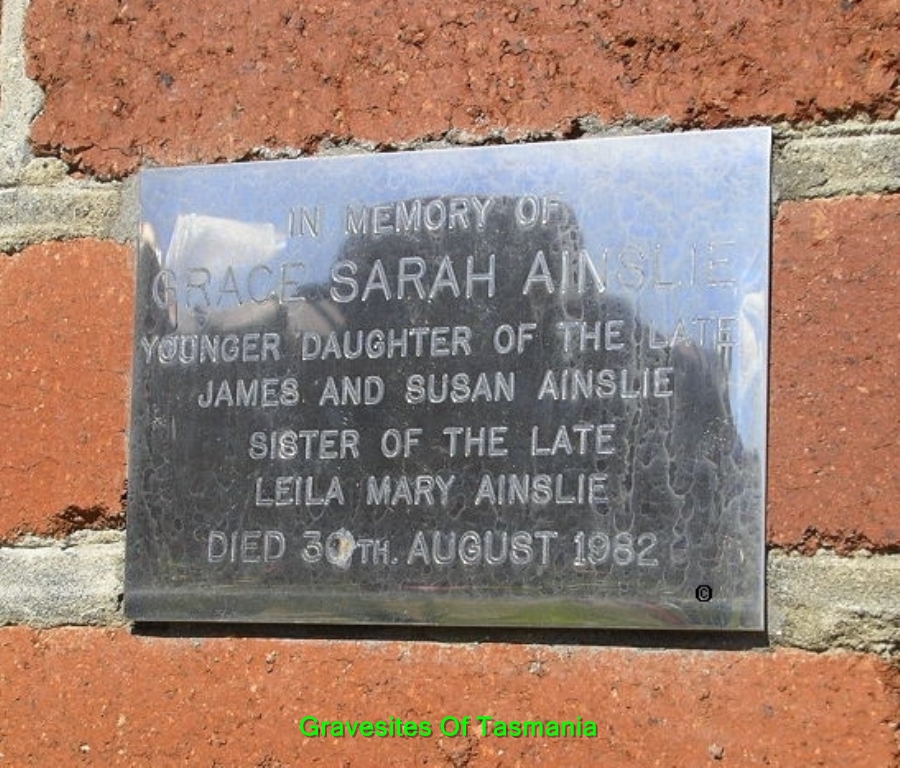 IN MEMORY OF
GRACE SARAH AINSLIE
YOUNGER DAUGHTER OF THE LATE
JAMES AND SUSAN AINSLIE
SISTER OF THE LATE
LEILA MARY AINSLIE
DIED 30TH. AUGUST 1982
©
Gravesites Of Tasmania